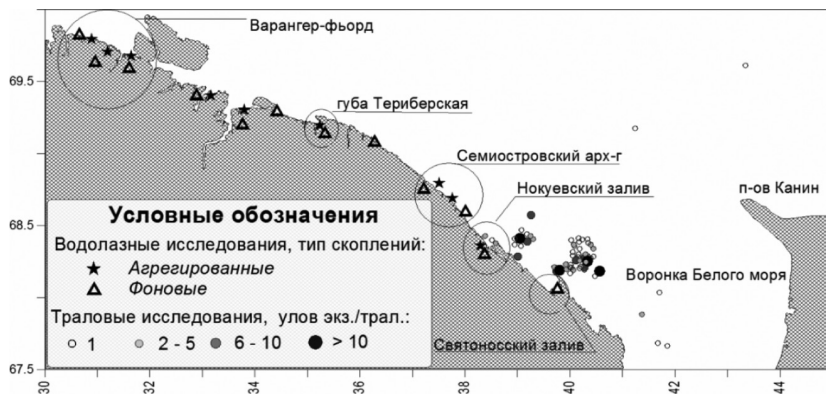 Варангер-фьорд
69.5
губа Териберская
Семиостровский арх-г
Нокуевский залив
п-ов Канин
68.5
Условные обозначения
Водолазные исследования, тип скоплений:
Агрегированные
Фоновые
Воронка Белого моря
Траловые исследования, улов экз./трал.:
1
2 - 5
6 - 10
> 10
Святоносский залив
67.5
30
32
34
36
38
40
42
44